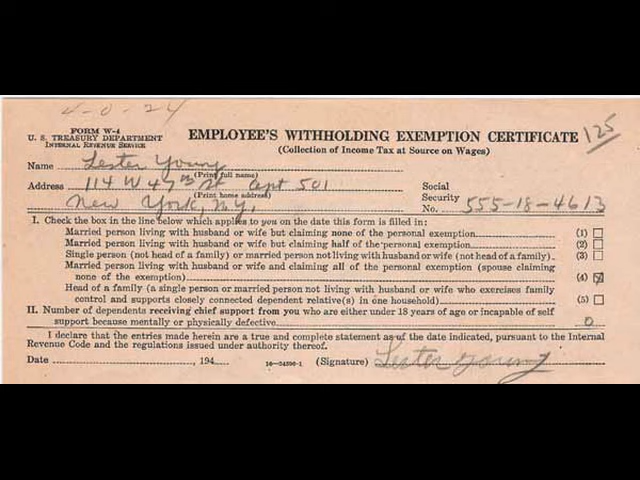 FORM W-4
U. S. TREASURY DEPARTMENT
INTERNAL REVENUE SERVICE
EMPLOYEE'S WITHHOLDING EXEMPTION CERTIFICATE 125
(Collection of Income Tax at Source on Wages)
Name Lester Young
(Print full name)
Address 114 W 47th St Apt 501
(Print home address)
New York, N.Y.
Social
Security
No. 555-18-4613
I. Check the box in the line below which applies to you on the date this form is filed in:
Married person living with husband or wife but claiming none of the personal exemption (1)
Married person living with husband or wife but claiming half of the personal exemption (2)
Single person (not head of a family) or married person not living with husband or wife (not head of a family) (3)
Married person living with husband or wife and claiming all of the personal exemption (spouse claiming
none of the exemption) (4)
Head of a family (a single person or married person not living with husband or wife who exercises family
control and supports closely connected dependent relative(s) in one household) (5)
II. Number of dependents receiving chief support from you who are either under 18 years of age or incapable of self
support because mentally or physically defective 0
I declare that the entries made herein are a true and complete statement as of the date indicated, pursuant to the Internal
Revenue Code and the regulations issued under authority thereof.
Date , 194 16-34590-1 (Signature) Lester Young